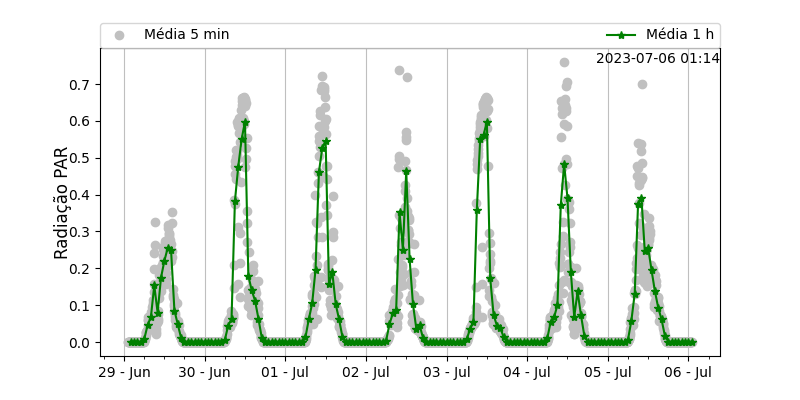 Média 5 min
Média 1 h
2023-07-06 01:14
Radiação PAR
0.7
0.6
0.5
0.4
0.3
0.2
0.1
0.0
29 - Jun
30 - Jun
01 - Jul
02 - Jul
03 - Jul
04 - Jul
05 - Jul
06 - Jul